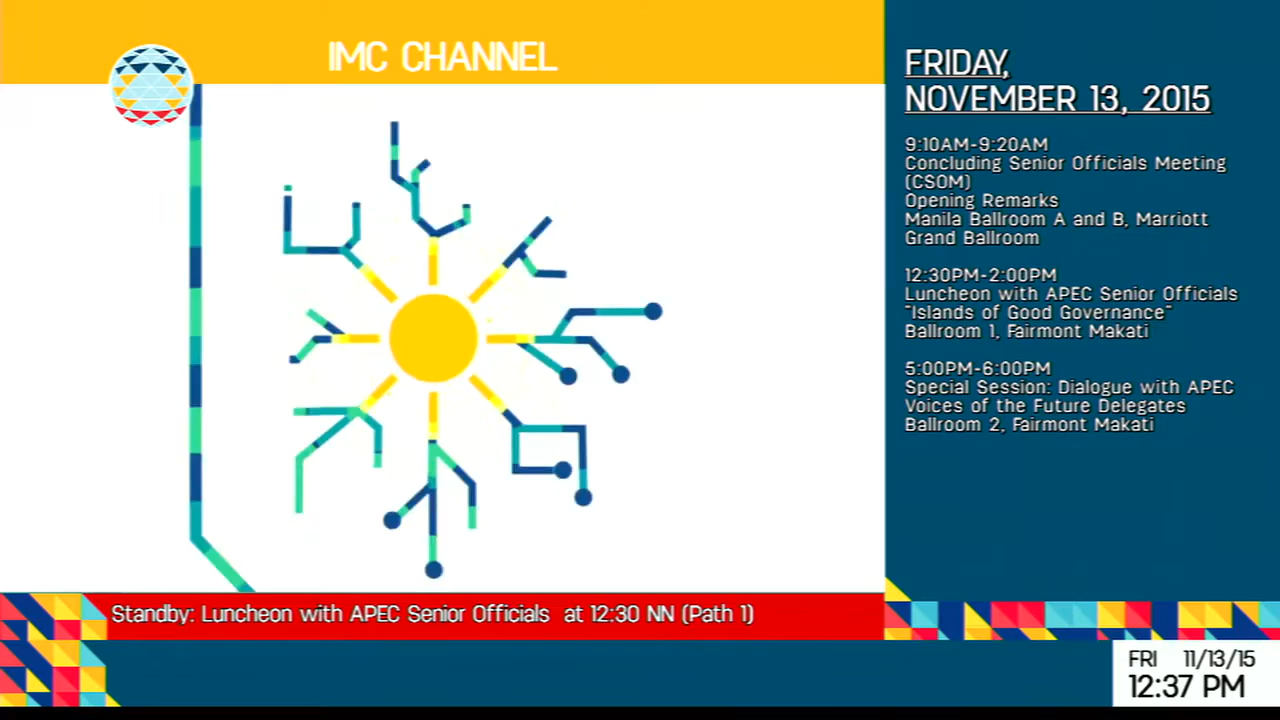 IMC CHANNEL
FRIDAY,
NOVEMBER 13, 2015
9:10AM-9:20AM
Concluding Senior Officials Meeting
(CSOM)
Opening Remarks
Manila Ballroom A and B, Marriott
Grand Ballroom
12:30PM-2:00PM
Luncheon with APEC Senior Officials
"Islands of Good Governance"
Ballroom 1, Fairmont Makati
5:00PM-6:00PM
Special Session: Dialogue with APEC
Voices of the Future Delegates
Ballroom 2, Fairmont Makati
Standby: Luncheon with APEC Senior Officials  at 12:30 NN (Path 1)
FRI 11/13/15
12:37 PM